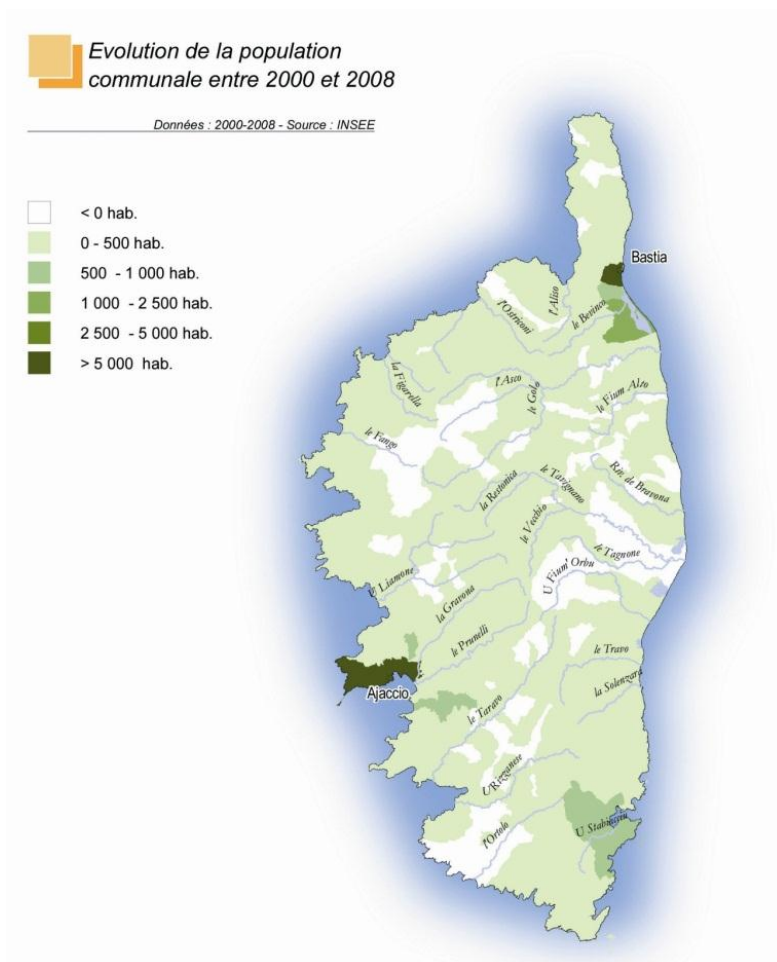 Evolution de la population
communale entre 2000 et 2008
Données : 2000-2008 - Source : INSEE
< 0 hab.
0 - 500 hab.
500 - 1 000 hab.
1 000 - 2 500 hab.
2 500 - 5 000 hab.
> 5 000 hab.
Bastia
l'Aliso
l'Ostriconi
le Bevinco
la Figarella
l'Asco
le Golo
le Fium Alto
le Fango
la Restonica
le Tavignano
Riv. de Bravona
le Vecchio
le Tagnone
U Fium'Orbu
U Liamone
la Gravona
le Prunelli
le Travo
la Solenzara
Ajaccio
le Taravo
U Rizzanese
l'Ortolo
U Stabiacciu